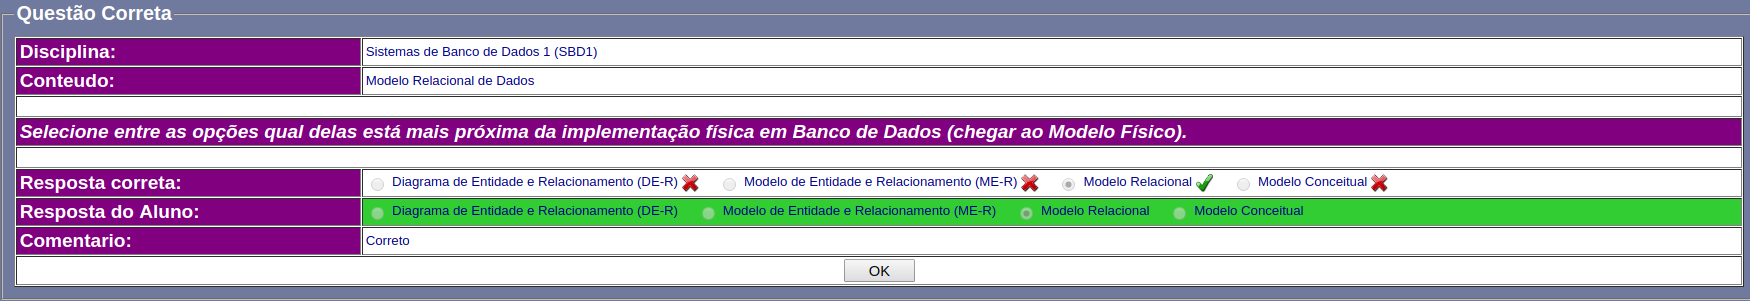 Questão Correta
Disciplina: Sistemas de Banco de Dados 1 (SBD1)
Conteudo: Modelo Relacional de Dados
Selecione entre as opções qual delas está mais próxima da implementação física em Banco de Dados (chegar ao Modelo Físico).
Resposta correta: Diagrama de Entidade e Relacionamento (DE-R) Modelo de Entidade e Relacionamento (ME-R) Modelo Relacional Modelo Conceitual
Resposta do Aluno: Diagrama de Entidade e Relacionamento (DE-R) Modelo de Entidade e Relacionamento (ME-R) Modelo Relacional Modelo Conceitual
Comentario: Correto
OK